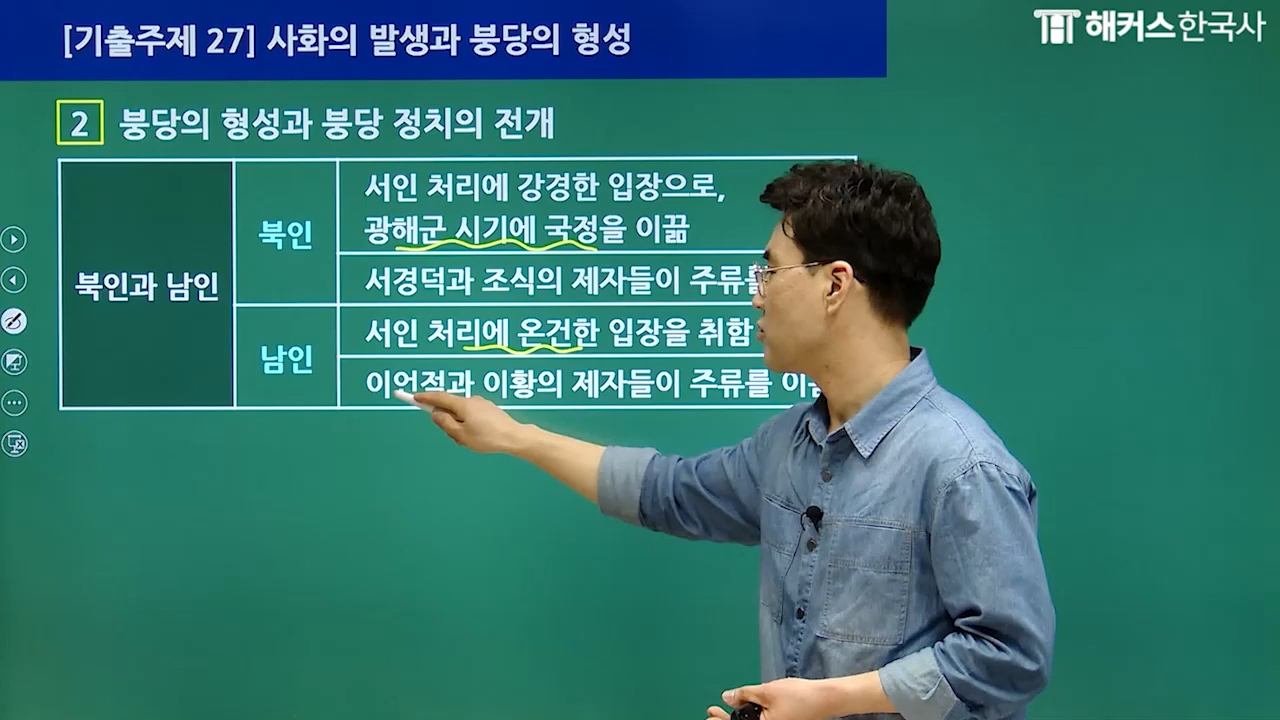 [기출주제 27] 사화의 발생과 붕당의 형성
해커스한국사
2 붕당의 형성과 붕당 정치의 전개
북인과 남인
북인
서인 처리에 강경한 입장으로,
광해군 시기에 국정을 이끎
서경덕과 조식의 제자들이 주류를
남인
서인 처리에 온건한 입장을 취함
이언적과 이황의 제자들이 주류를